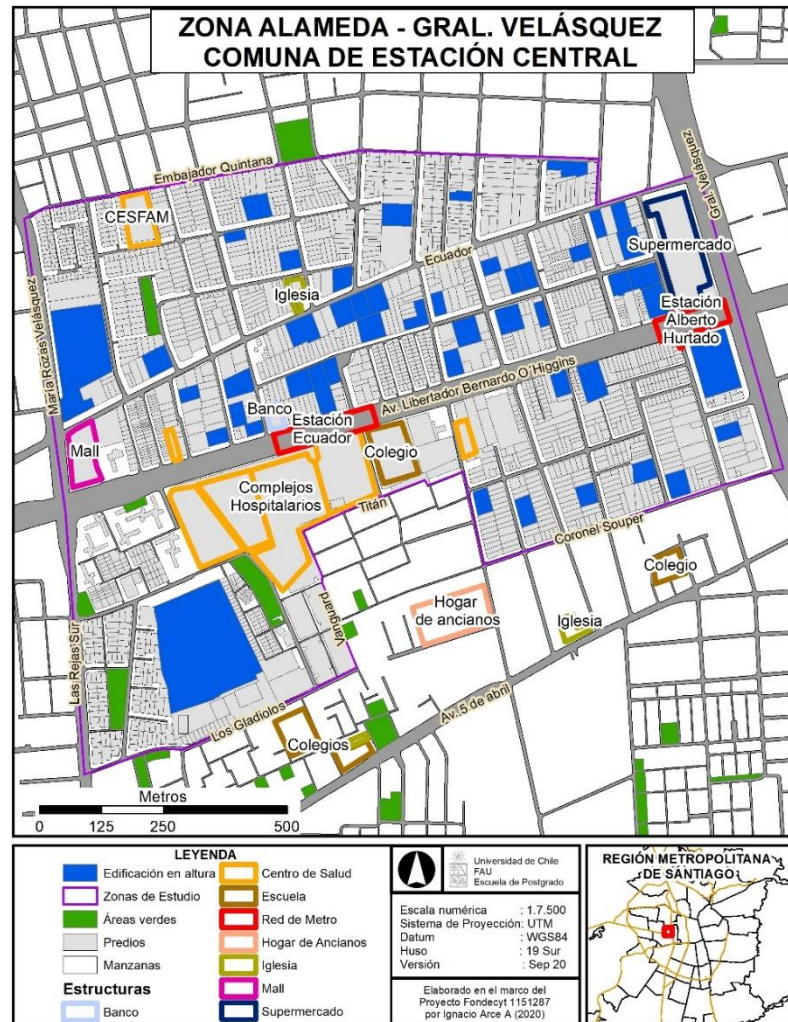 ZONA ALAMEDA - GRAL. VELÁSQUEZ
COMUNA DE ESTACIÓN CENTRAL
Embajador Quintana
CESFAM
Gral. Velásquez
Ecuador
Supermercado
María Rozas Velásquez
Iglesia
Estación
Alberto
Hurtado
Av. Libertador Bernardo O´Higgins
Banco
Estación
Ecuador
Mall
Colegio
Complejos
Hospitalarios
Titán
Coronel Souper
Colegio
Vanguard
Hogar
de ancianos
Iglesia
Las Rejas Sur
Los Gladiolos
Av. 5 de abril
Colegios
Metros
0 125 250 500
LEYENDA
Edificación en altura
Zonas de Estudio
Áreas verdes
Predios
Manzanas
Estructuras
Banco
Centro de Salud
Escuela
Red de Metro
Hogar de Ancianos
Iglesia
Mall
Supermercado
Universidad de Chile
FAU
Escuela de Postgrado
Escala numérica : 1.7.500
Sistema de Proyección: UTM
Datum : WGS84
Huso : 19 Sur
Versión : Sep 20
Elaborado en el marco del
Proyecto Fondecyt 1151287
por Ignacio Arce A (2020)
REGIÓN METROPOLITANA
DE SANTIAGO